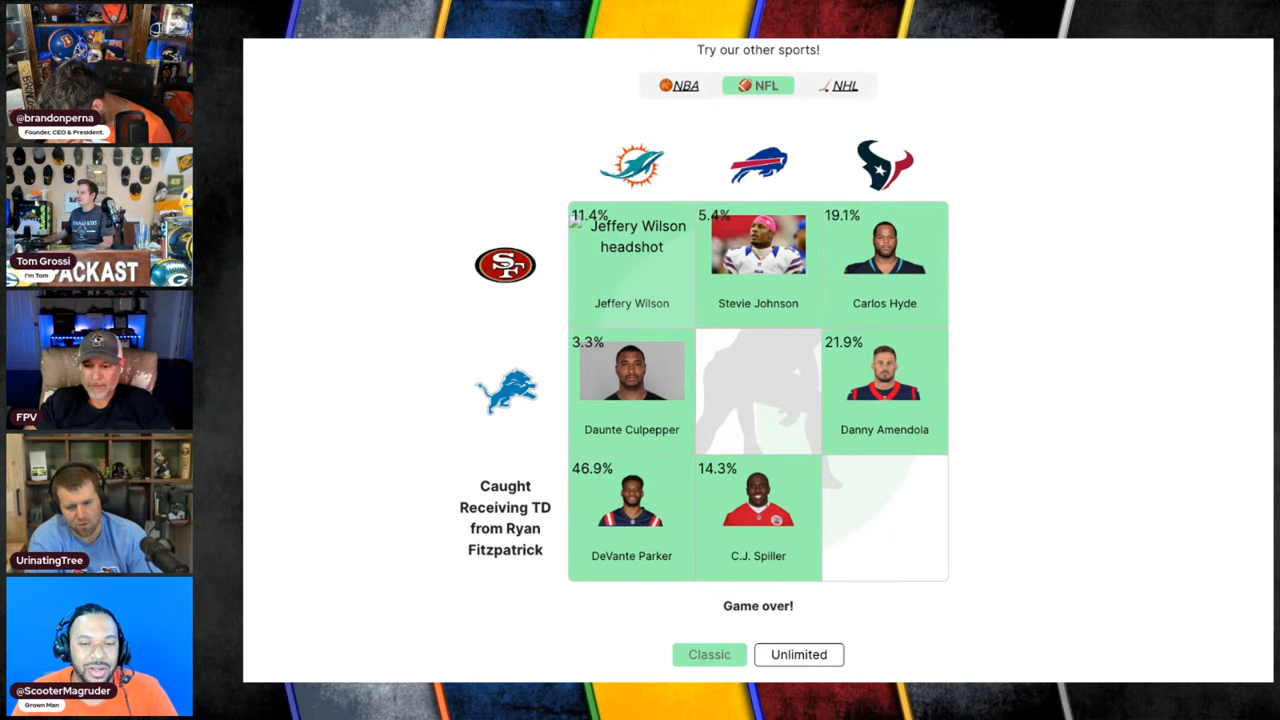 Try our other sports!
NBA
NFL
NHL
11.4%
Jeffery Wilson
headshot
Jeffery Wilson
5.4%
Stevie Johnson
19.1%
Carlos Hyde
SF
3.3%
Daunte Culpepper
21.9%
Danny Amendola
Caught
Receiving TD
from Ryan
Fitzpatrick
46.9%
DeVante Parker
14.3%
C.J. Spiller
Game over!
Classic
Unlimited
@brandonperna
Founder, CEO & President.
Tom Grossi
I'm Tom
PACKAST
FPV
UrinatingTree
@ScooterMagruder
Grown Man